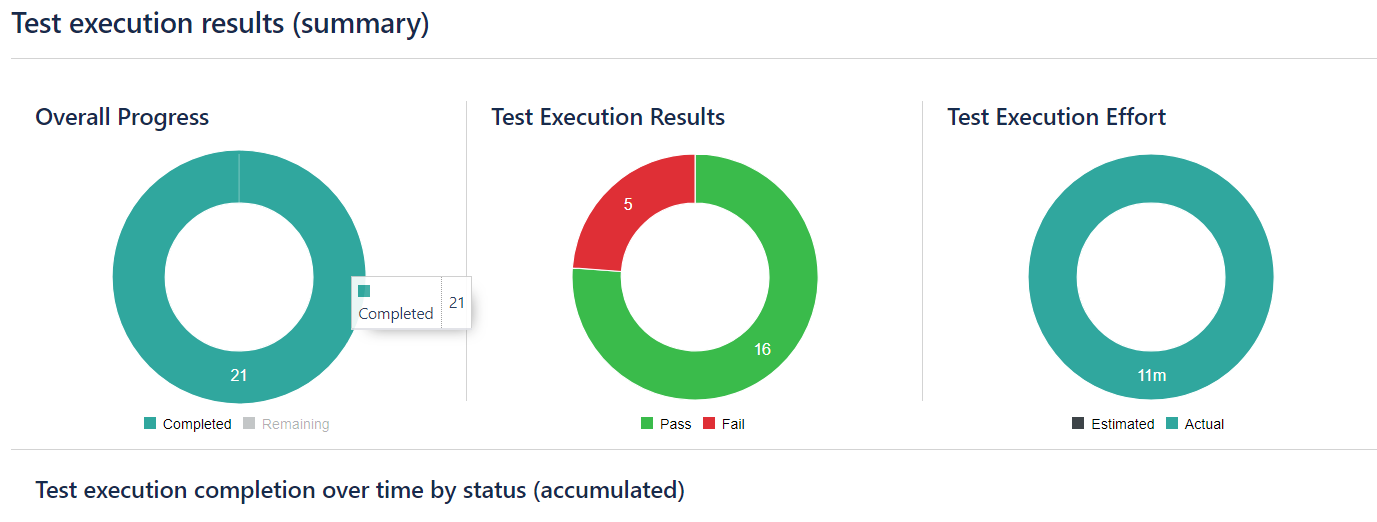 Test execution results (summary)
Overall Progress
21
Completed
21
Completed Remaining
Test Execution Results
5
16
Pass Fail
Test Execution Effort
11m
Estimated Actual
Test execution completion over time by status (accumulated)